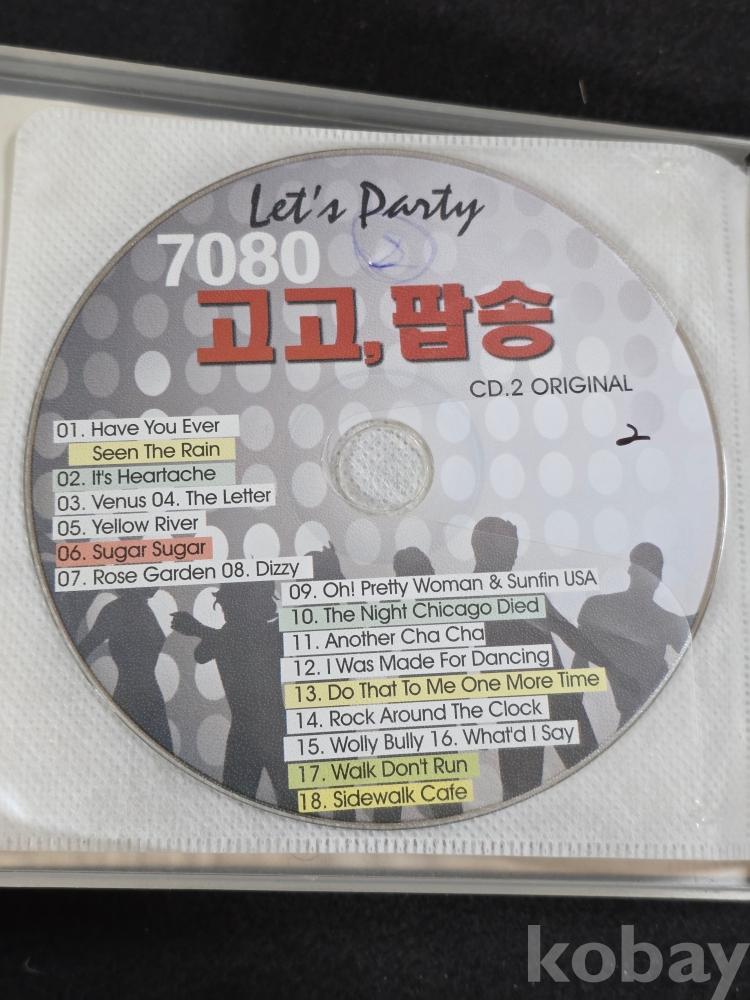 Let's Party
7080
2
고고, 팝송
CD.2 ORIGINAL
2
01. Have You Ever
Seen The Rain
02. It's Heartache
03. Venus 04. The Letter
05. Yellow River
06. Sugar Sugar
07. Rose Garden 08. Dizzy
09. Oh! Pretty Woman & Sunfin USA
10. The Night Chicago Died
11. Another Cha Cha
12. I Was Made For Dancing
13. Do That To Me One More Time
14. Rock Around The Clock
15. Wolly Bully 16. What'd I Say
17. Walk Don't Run
18. Sidewalk Cafe
kobay